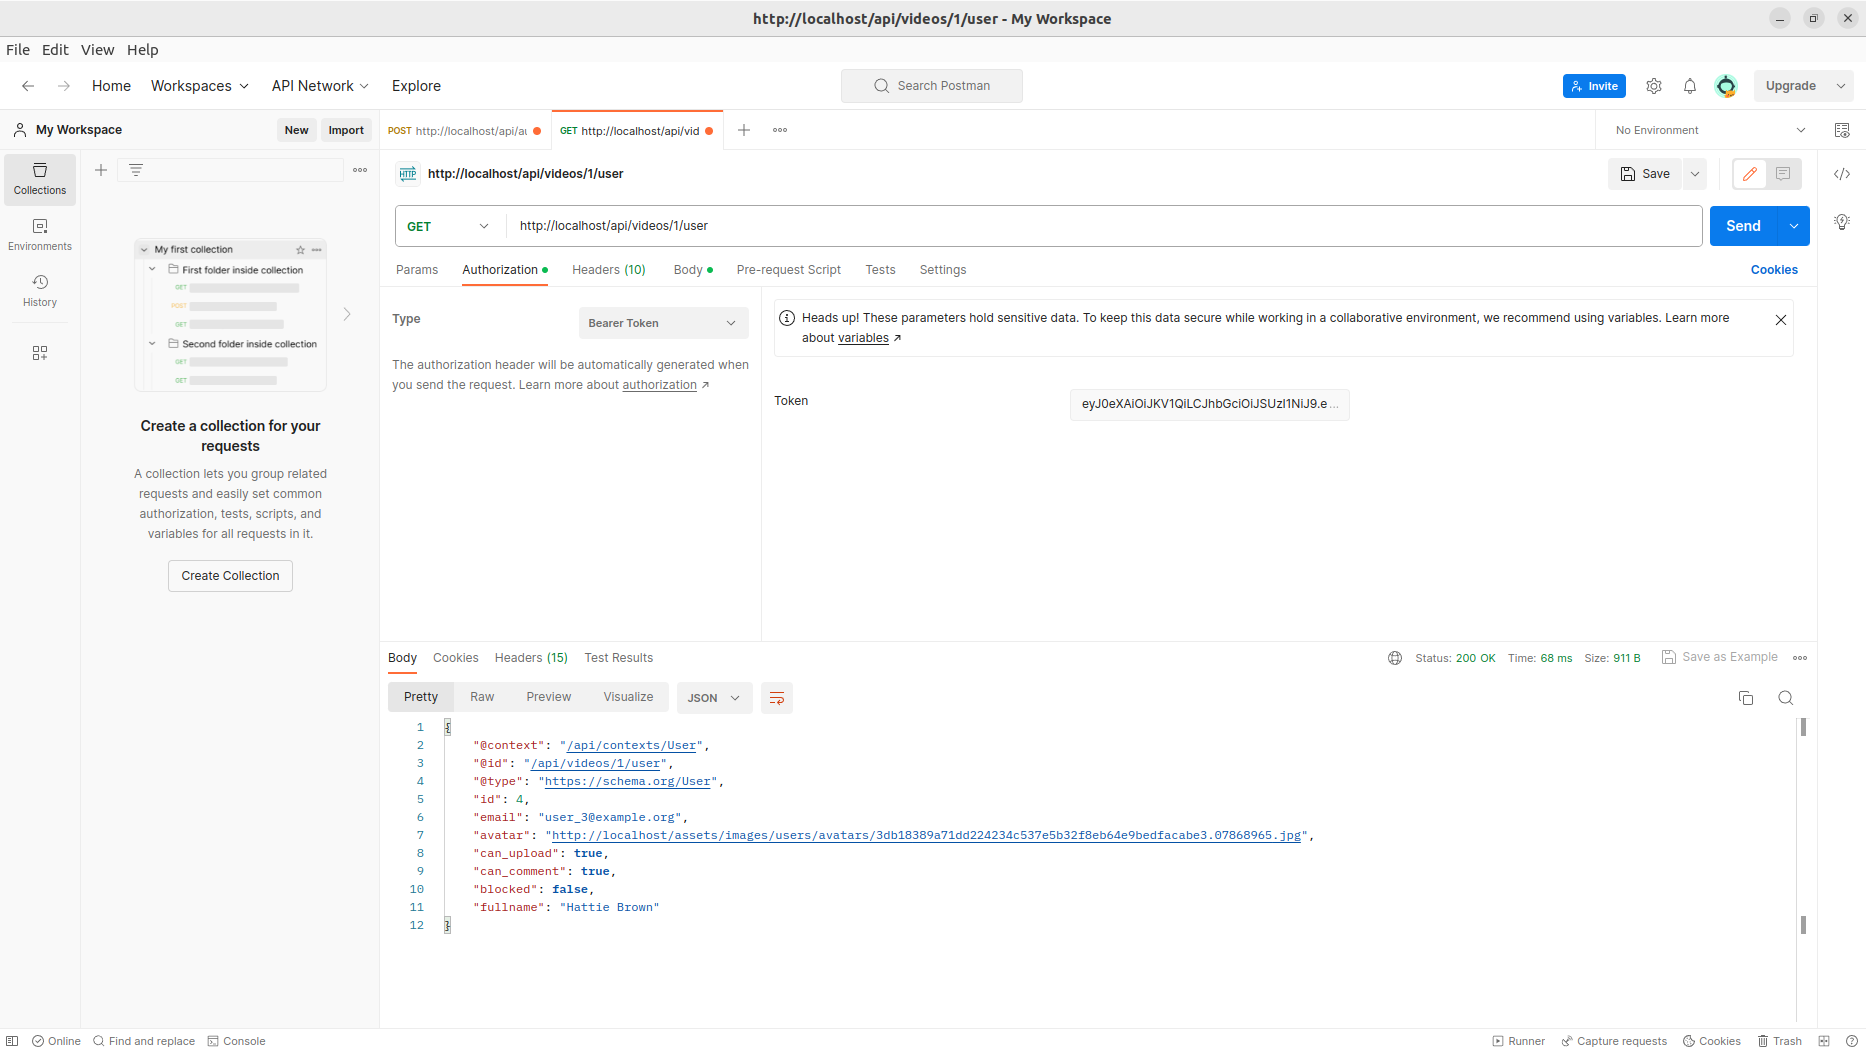 http://localhost/api/videos/1/user - My Workspace
File Edit View Help
Home Workspaces API Network Explore
Search Postman
Invite
Upgrade
My Workspace
New Import
POST http://localhost/api/au
GET http://localhost/api/vid
No Environment
Collections
Environments
History
My first collection
First folder inside collection
GET
POST
GET
Second folder inside collection
GET
GET
Create a collection for your
requests
A collection lets you group related
requests and easily set common
authorization, tests, scripts, and
variables for all requests in it.
Create Collection
HTTP http://localhost/api/videos/1/user
Save
GET http://localhost/api/videos/1/user
Send
Params Authorization Headers (10) Body Pre-request Script Tests Settings
Cookies
Type
Bearer Token
The authorization header will be automatically generated when
you send the request. Learn more about authorization ↗
Heads up! These parameters hold sensitive data. To keep this data secure while working in a collaborative environment, we recommend using variables. Learn more
about variables ↗
Token
eyJ0eXAiOiJKV1QiLCJhbGciOiJSUzI1NiJ9.e...
Body Cookies Headers (15) Test Results
Status: 200 OK Time: 68 ms Size: 911 B
Save as Example
Pretty Raw Preview Visualize JSON
1 {
2 "@context": "/api/contexts/User",
3 "@id": "/api/videos/1/user",
4 "@type": "https://schema.org/User",
5 "id": 4,
6 "email": "user_3@example.org",
7 "avatar": "http://localhost/assets/images/users/avatars/3db18389a71dd224234c537e5b32f8eb64e9bedfacabe3.07868965.jpg",
8 "can_upload": true,
9 "can_comment": true,
10 "blocked": false,
11 "fullname": "Hattie Brown"
12 }
Online Find and replace Console
Runner Capture requests Cookies Trash